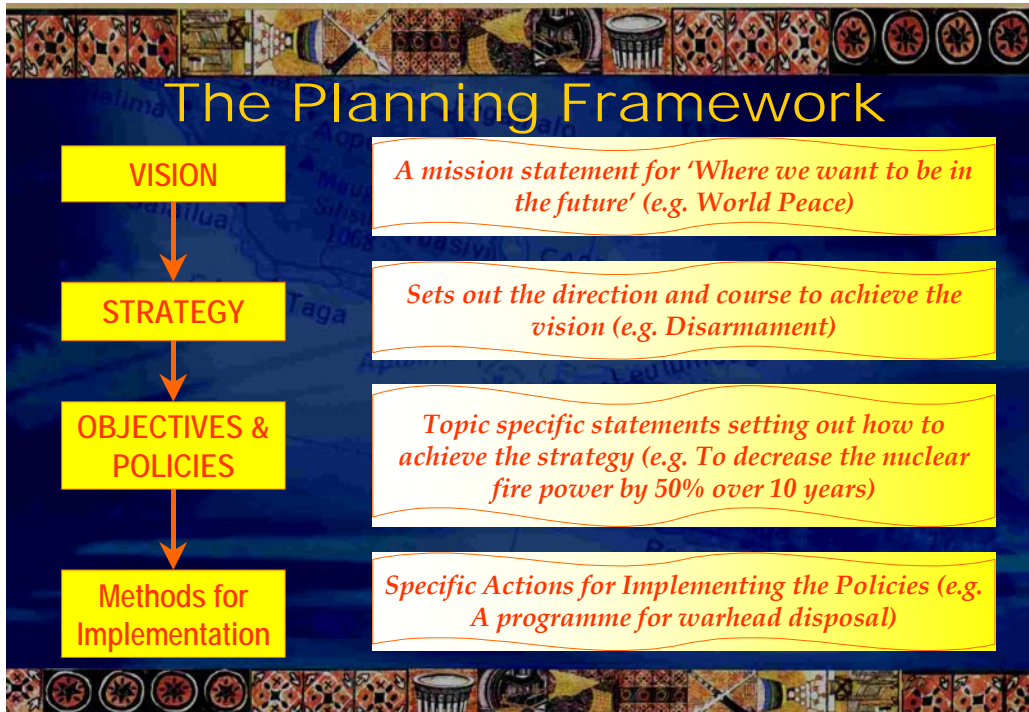 The Planning Framework
VISION
A mission statement for ‘Where we want to be in
the future’ (e.g. World Peace)
STRATEGY
Sets out the direction and course to achieve the
vision (e.g. Disarmament)
Taga
OBJECTIVES &
POLICIES
Topic specific statements setting out how to
achieve the strategy (e.g. To decrease the nuclear
fire power by 50% over 10 years)
Methods for
Implementation
Specific Actions for Implementing the Policies (e.g.
A programme for warhead disposal)